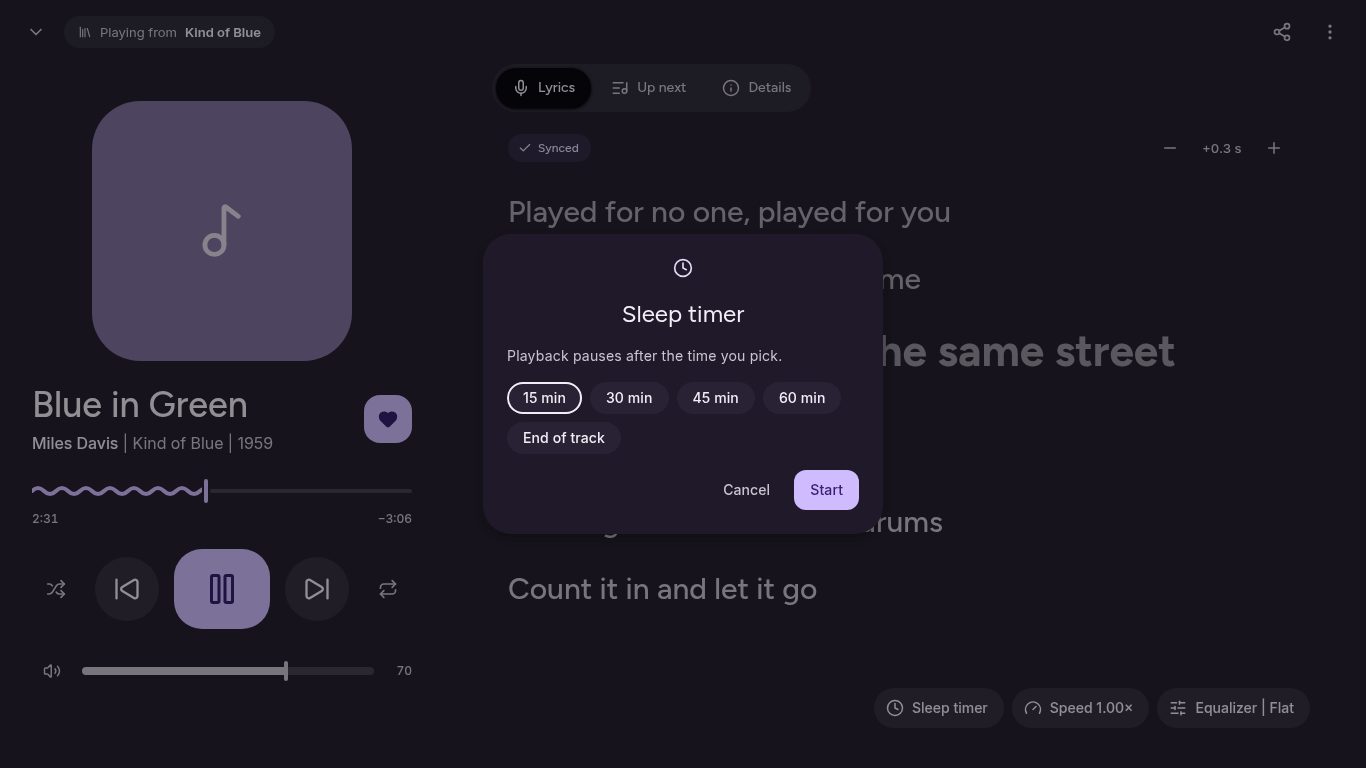 Playing from Kind of Blue
Lyrics
Up next
Details
Synced
+0.3 s
Played for no one, played for you
me
he same street
rums
Count it in and let it go
Blue in Green
Miles Davis | Kind of Blue | 1959
2:31
−3:06
70
Sleep timer
Playback pauses after the time you pick.
15 min
30 min
45 min
60 min
End of track
Cancel
Start
Sleep timer
Speed 1.00×
Equalizer | Flat